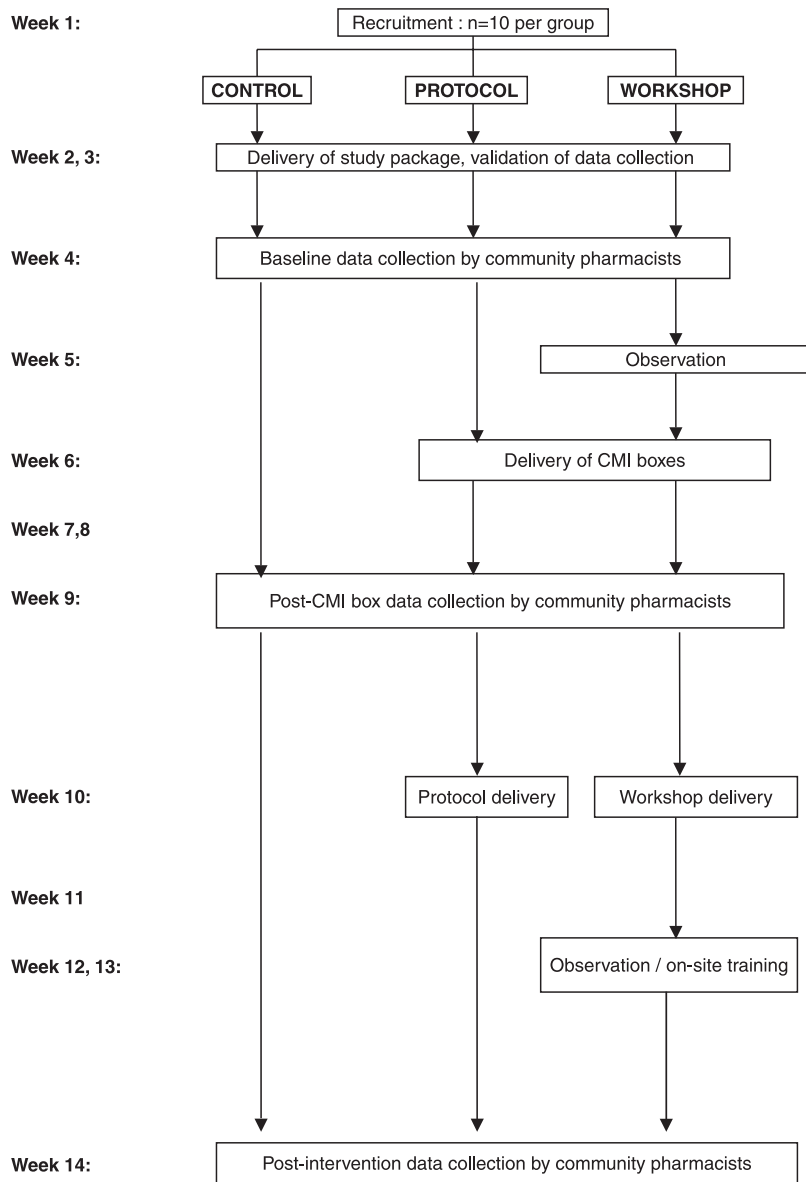 Week 1:
Recruitment : n=10 per group
CONTROL
PROTOCOL
WORKSHOP
Week 2, 3:
Delivery of study package, validation of data collection
Week 4:
Baseline data collection by community pharmacists
Week 5:
Observation
Week 6:
Delivery of CMI boxes
Week 7,8
Week 9:
Post-CMI box data collection by community pharmacists
Week 10:
Protocol delivery
Workshop delivery
Week 11
Week 12, 13:
Observation / on-site training
Week 14:
Post-intervention data collection by community pharmacists